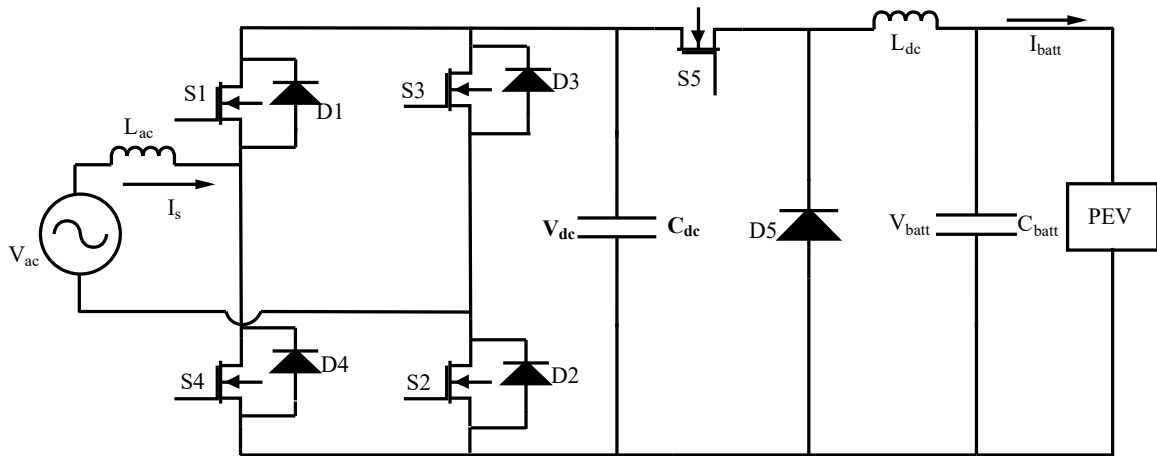 S1
D1
S3
D3
S5
L_dc
I_batt
L_ac
I_s
V_ac
V_dc
C_dc
D5
V_batt
C_batt
PEV
S4
D4
S2
D2